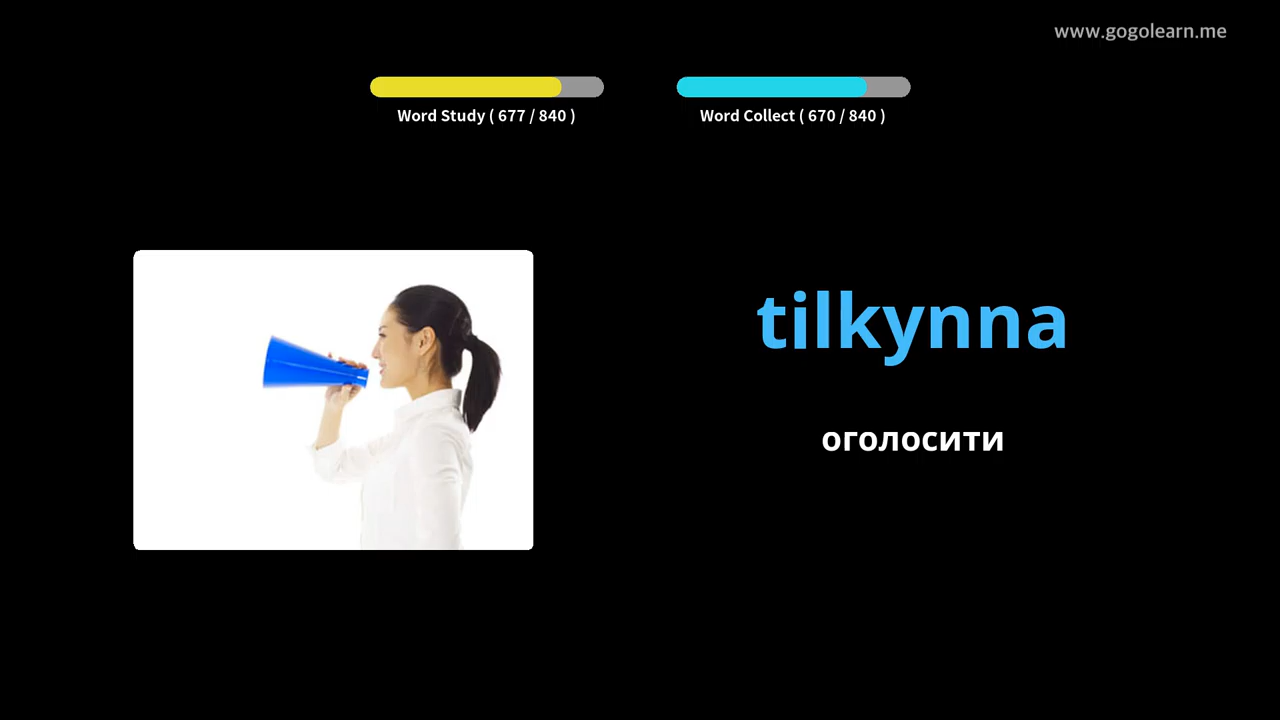 www.gogolearn.me
Word Study ( 677 / 840 )
Word Collect ( 670 / 840 )
tilkynna
оголосити